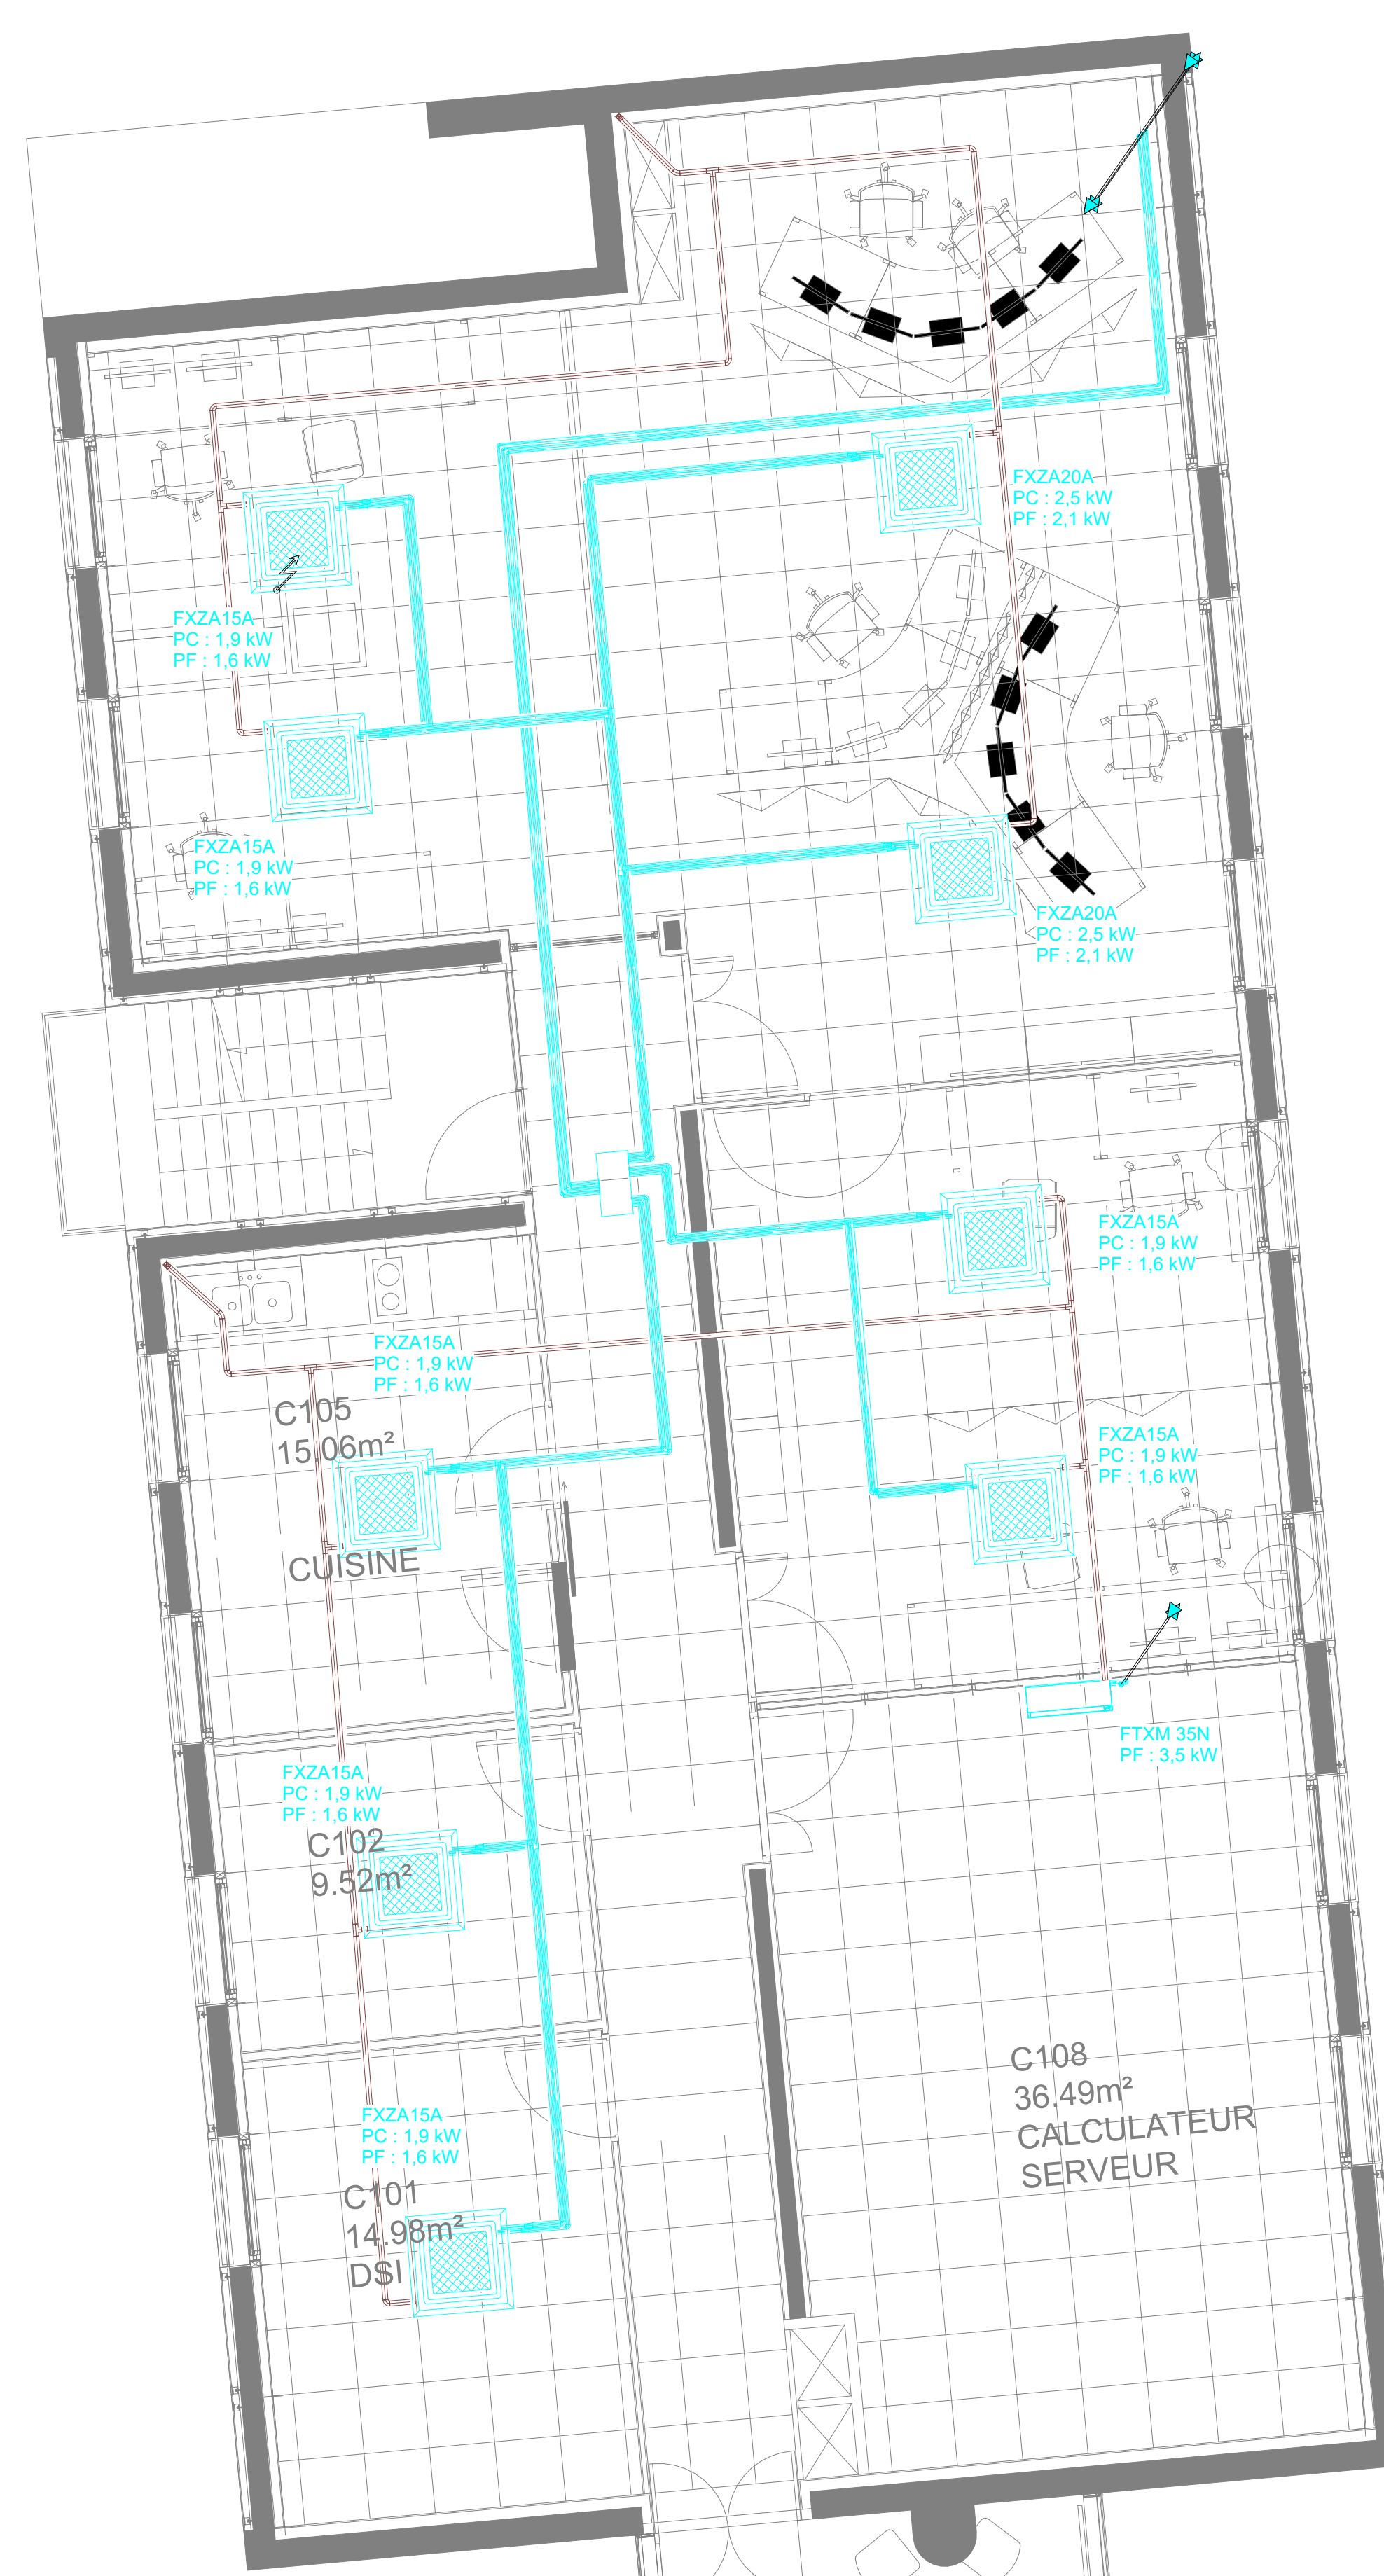 FXZA20A
PC : 2,5 kW
PF : 2,1 kW
FXZA15A
PC : 1,9 kW
PF : 1,6 kW
FXZA15A
PC : 1,9 kW
PF : 1,6 kW
FXZA20A
PC : 2,5 kW
PF : 2,1 kW
FXZA15A
PC : 1,9 kW
PF : 1,6 kW
FXZA15A
PC : 1,9 kW
PF : 1,6 kW
C105
15.06m²
CUISINE
FXZA15A
PC : 1,9 kW
PF : 1,6 kW
FTXM 35N
PF : 3,5 kW
FXZA15A
PC : 1,9 kW
PF : 1,6 kW
C102
9.52m²
C108
36.49m²
CALCULATEUR
SERVEUR
FXZA15A
PC : 1,9 kW
PF : 1,6 kW
C101
14.98m²
DSI